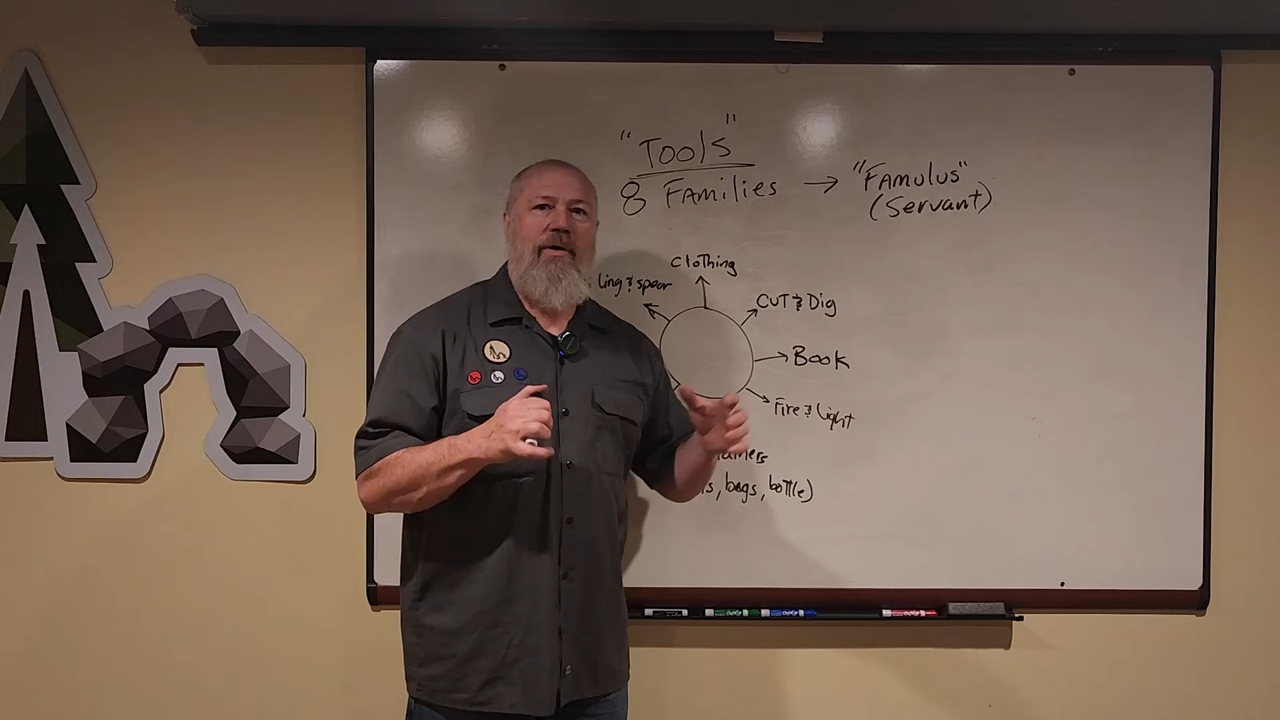 "Tools"
8 Families → "Famulus"
(Servant)
Clothing
ling & spear
CUT & Dig
Book
Fire & Light
bags, bottle)